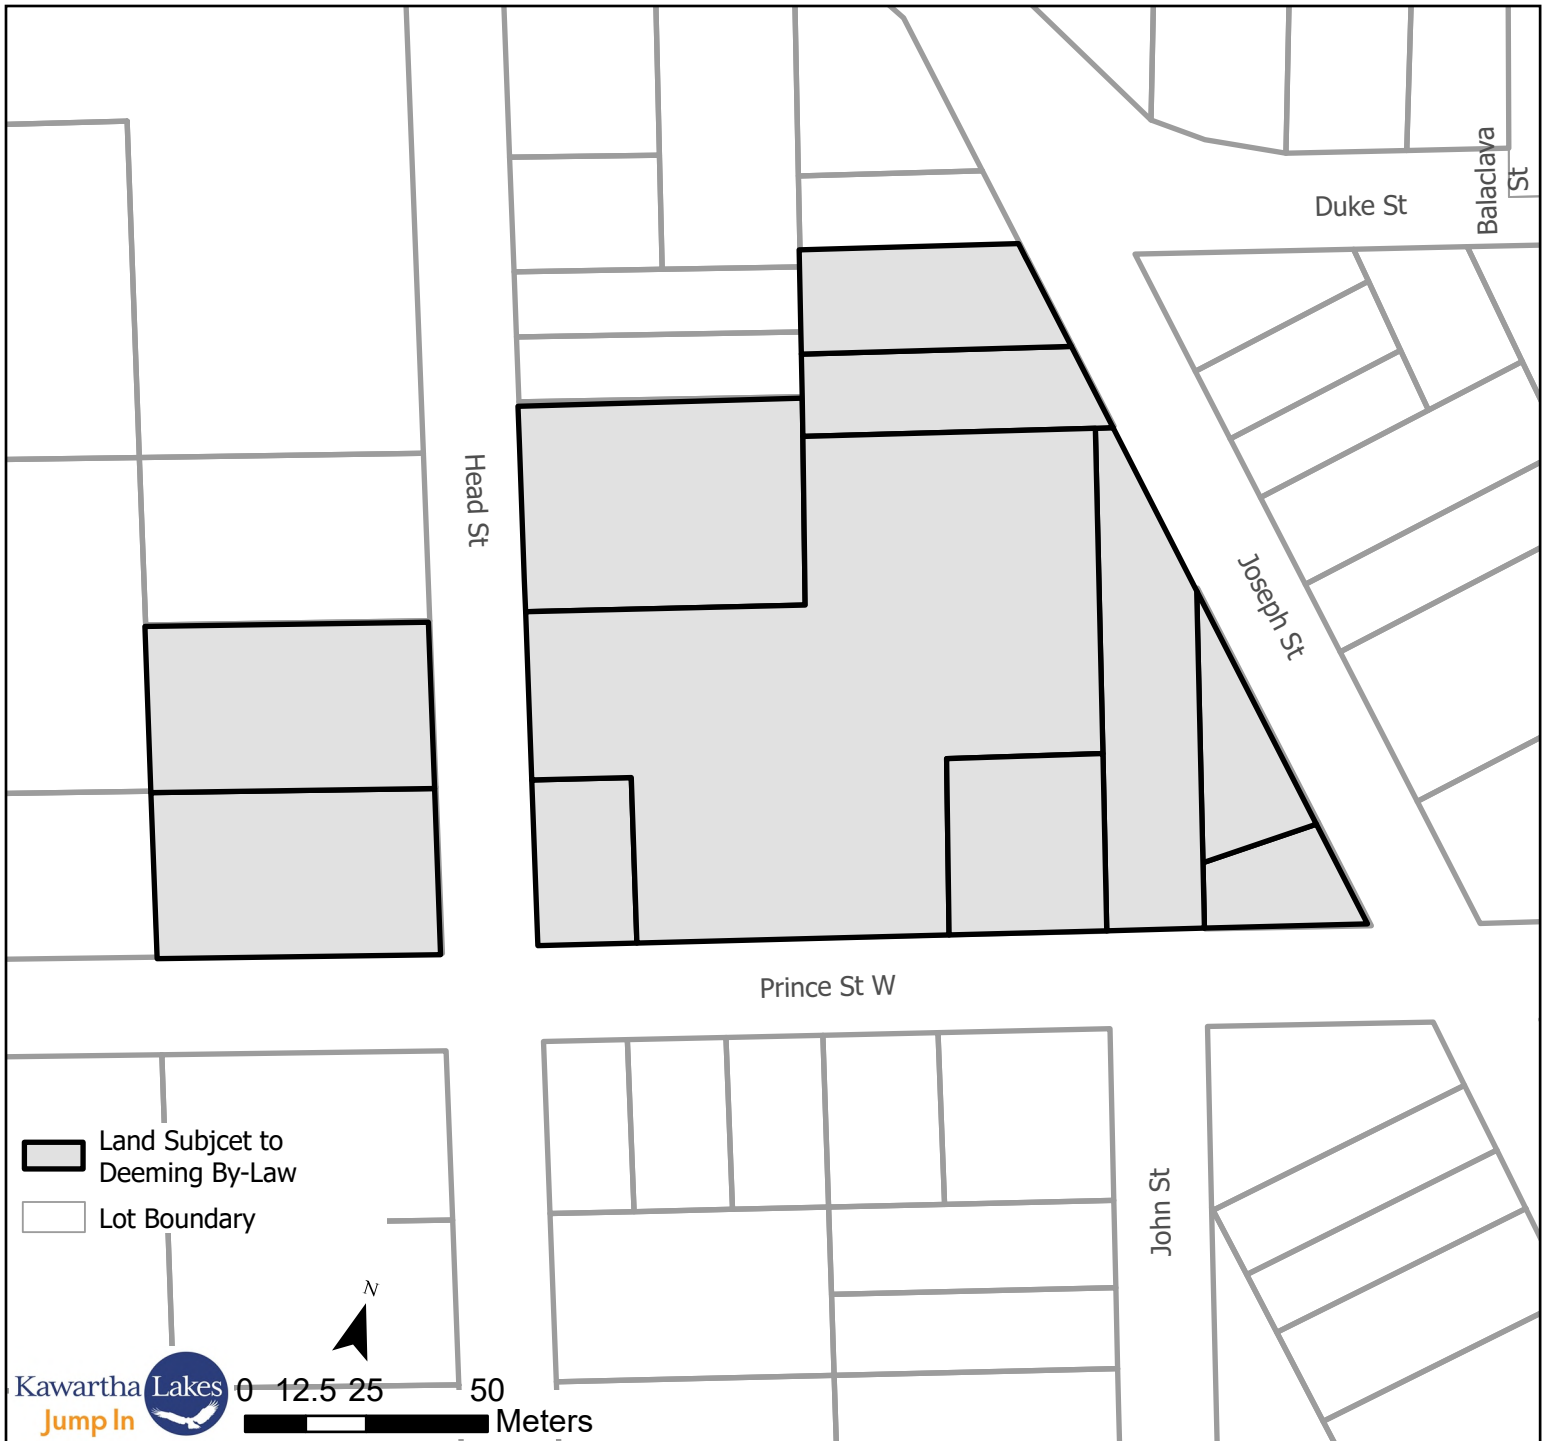 Balaclava
St
Duke St
Head St
Joseph St
Prince St W
John St
Land Subjcet to
Deeming By-Law
Lot Boundary
N
Kawartha Lakes
Jump In
0 12.5 25 50
Meters